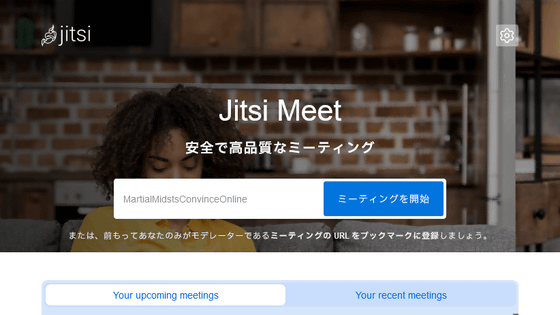 jitsi
Jitsi Meet
安全で高品質なミーティング
MartialMidstsConvinceOnline
ミーティングを開始
または、前もってあなたのみがモデレーターであるミーティングの URL をブックマークに登録しましょう。
Your upcoming meetings
Your recent meetings